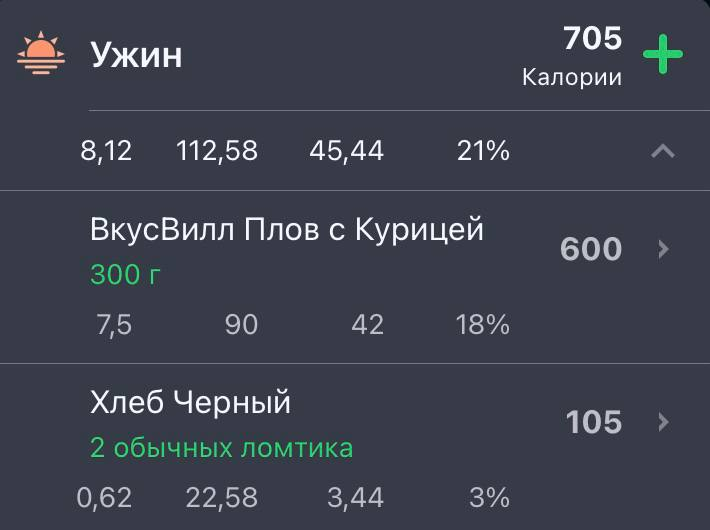 Ужин
705
Калории
8,12 112,58 45,44 21%
ВкусВилл Плов с Курицей
600
300 г
7,5 90 42 18%
Хлеб Черный
105
2 обычных ломтика
0,62 22,58 3,44 3%